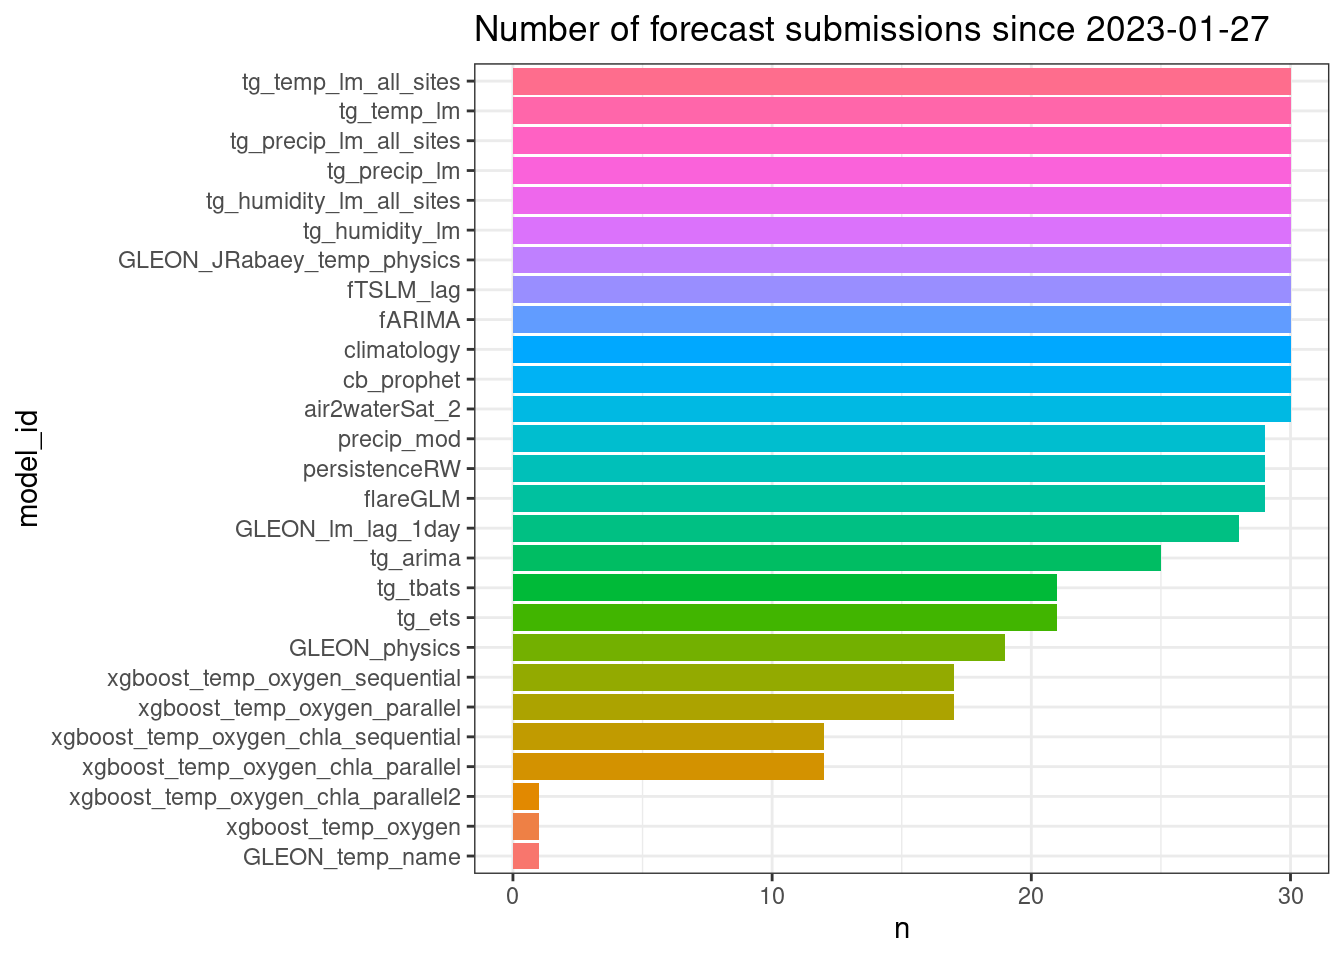 Number of forecast submissions since 2023-01-27
tg_temp_lm_all_sites
tg_temp_lm
tg_precip_lm_all_sites
tg_precip_lm
tg_humidity_lm_all_sites
tg_humidity_lm
GLEON_JRabaey_temp_physics
fTSLM_lag
fARIMA
climatology
cb_prophet
air2waterSat_2
precip_mod
persistenceRW
flareGLM
GLEON_lm_lag_1day
tg_arima
tg_tbats
tg_ets
GLEON_physics
xgboost_temp_oxygen_sequential
xgboost_temp_oxygen_parallel
xgboost_temp_oxygen_chla_sequential
xgboost_temp_oxygen_chla_parallel
xgboost_temp_oxygen_chla_parallel2
xgboost_temp_oxygen
GLEON_temp_name
model_id
0 10 20 30
n